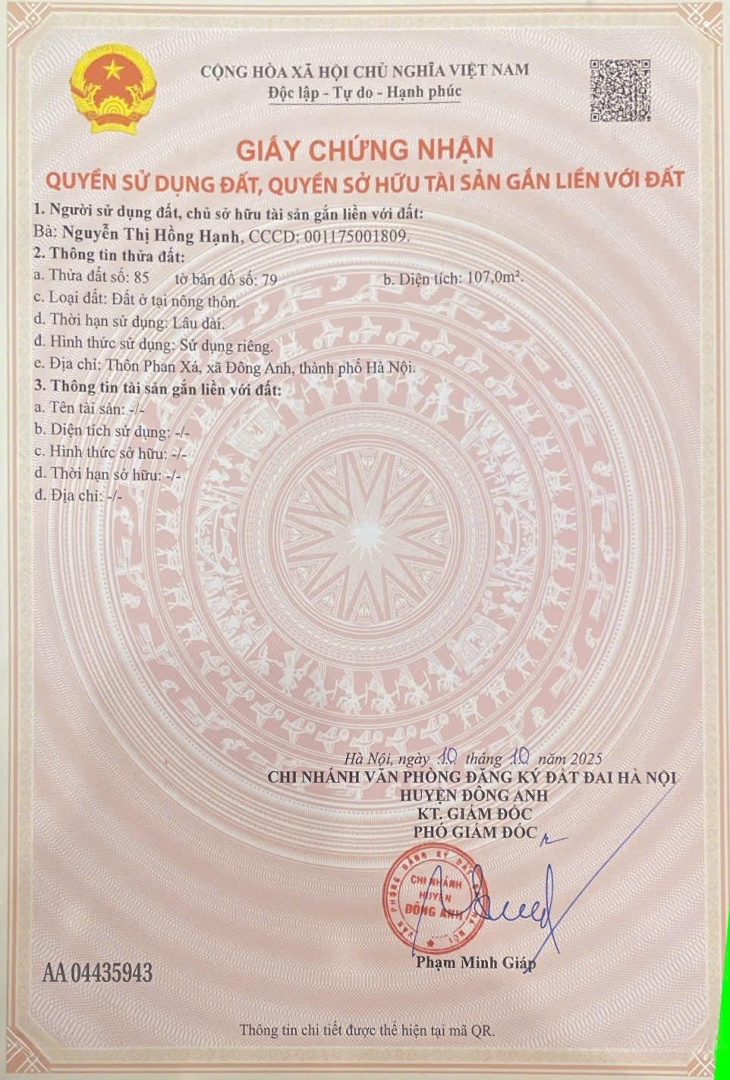 CỘNG HÒA XÃ HỘI CHỦ NGHĨA VIỆT NAM
Độc lập - Tự do - Hạnh phúc
GIẤY CHỨNG NHẬN
QUYỀN SỬ DỤNG ĐẤT, QUYỀN SỞ HỮU TÀI SẢN GẮN LIỀN VỚI ĐẤT
1. Người sử dụng đất, chủ sở hữu tài sản gắn liền với đất:
Bà: Nguyễn Thị Hồng Hạnh, CCCD: 001175001809.
2. Thông tin thửa đất:
a. Thửa đất số: 85 tờ bản đồ số: 79 b. Diện tích: 107,0m².
c. Loại đất: Đất ở tại nông thôn.
d. Thời hạn sử dụng: Lâu dài.
đ. Hình thức sử dụng: Sử dụng riêng.
e. Địa chỉ: Thôn Phan Xá, xã Đông Anh, thành phố Hà Nội.
3. Thông tin tài sản gắn liền với đất:
a. Tên tài sản: -/-
b. Diện tích sử dụng: -/-
c. Hình thức sở hữu: -/-
d. Thời hạn sở hữu: -/-
đ. Địa chỉ: -/-
Hà Nội, ngày 10 tháng 10 năm 2025
CHI NHÁNH VĂN PHÒNG ĐĂNG KÝ ĐẤT ĐAI HÀ NỘI
HUYỆN ĐÔNG ANH
KT. GIÁM ĐỐC
PHÓ GIÁM ĐỐC
VĂN PHÒNG ĐĂNG KÝ ĐẤT ĐAI HÀ NỘI
CHI NHÁNH
HUYỆN
ĐÔNG ANH
Phạm Minh Giáp
AA 04435943
Thông tin chi tiết được thể hiện tại mã QR.